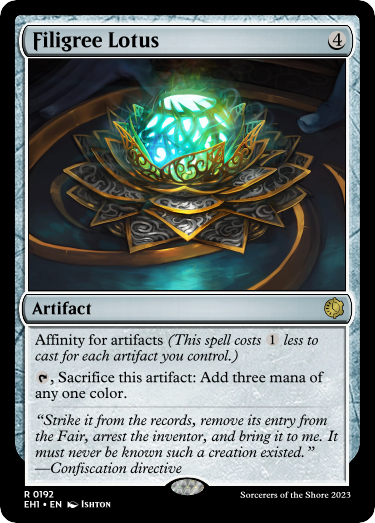 Filigree Lotus 4
Artifact
Affinity for artifacts (This spell costs 1 less to
cast for each artifact you control.)
, Sacrifice this artifact: Add three mana of
any one color.
“Strike it from the records, remove its entry from
the Fair, arrest the inventor, and bring it to me. It
must never be known such a creation existed.”
—Confiscation directive
R 0192
EH1 • EN Ishton
Sorcerers of the Shore 2023